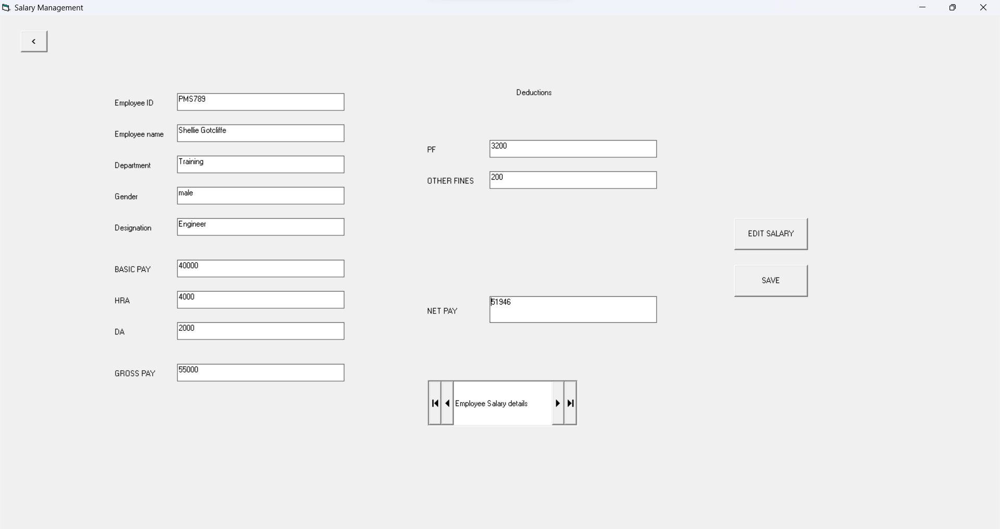 Salary Management
<
Employee ID PMS789
Employee name Shellie Gotcliffe
Department Training
Gender male
Designation Engineer
BASIC PAY 40000
HRA 4000
DA 2000
GROSS PAY 55000
Deductions
PF 3200
OTHER FINES 200
NET PAY 51946
Employee Salary details
EDIT SALARY
SAVE